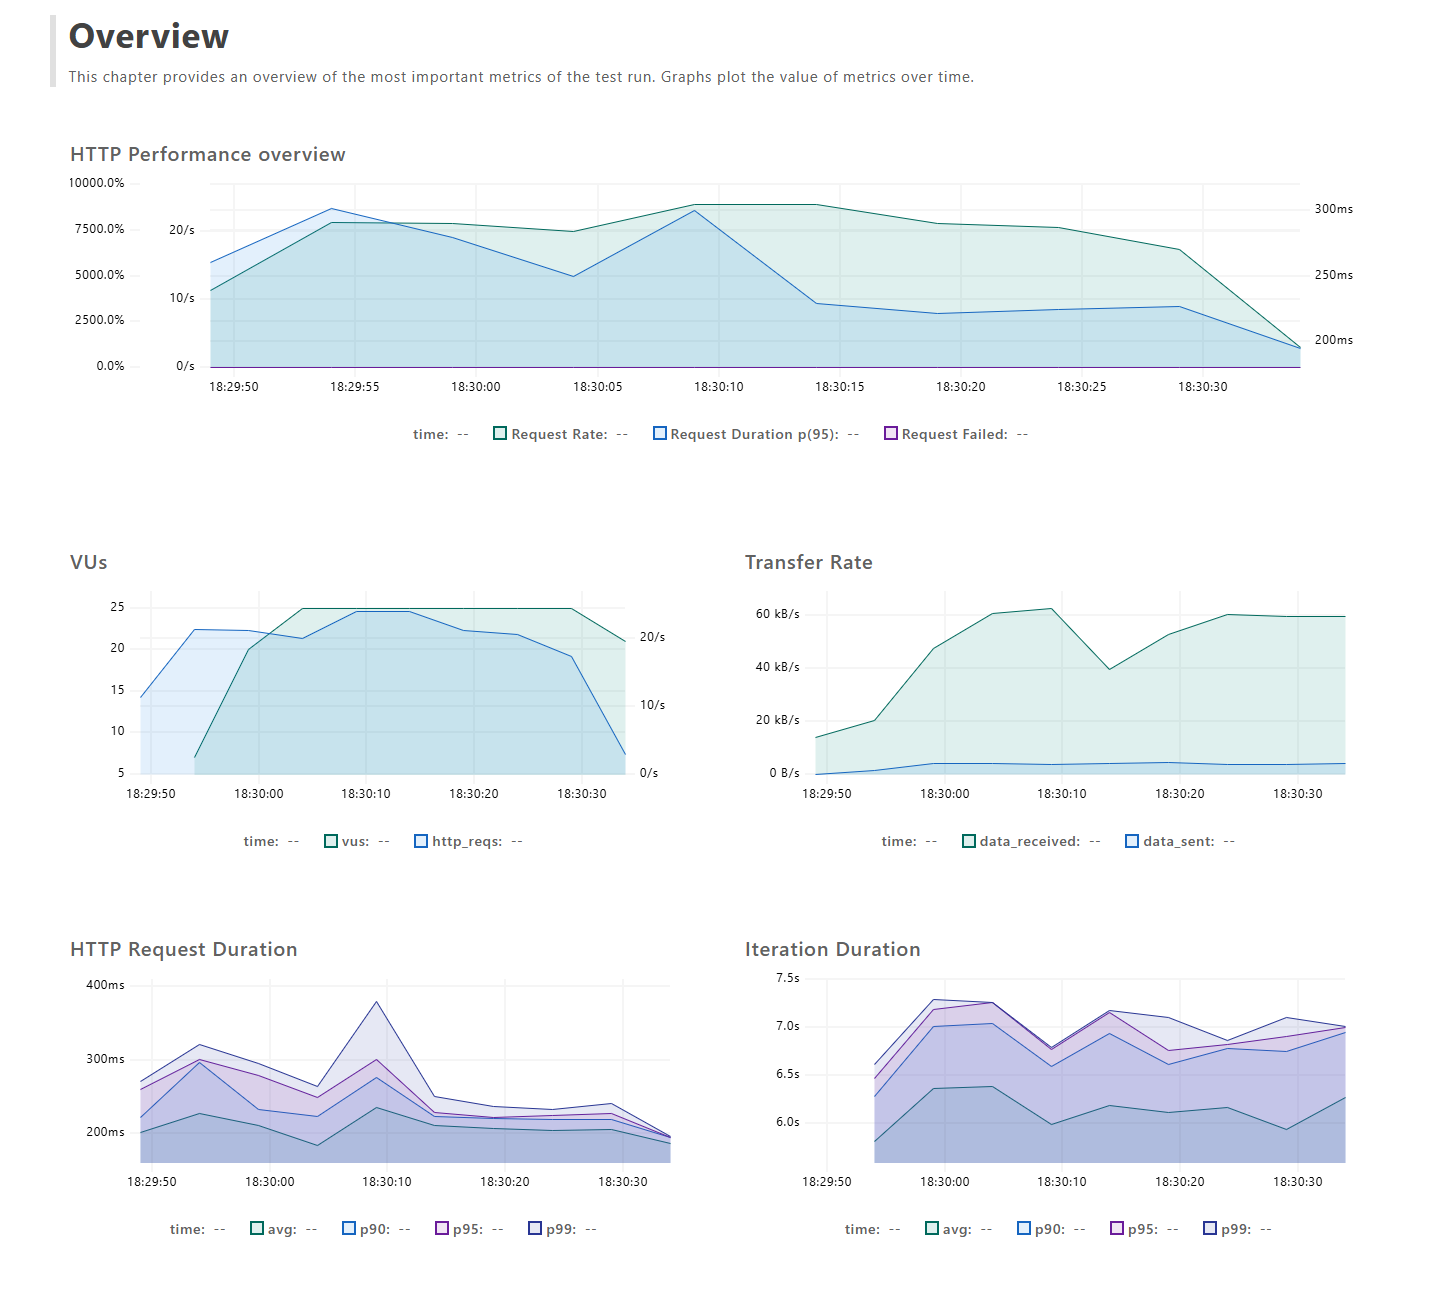 Overview
This chapter provides an overview of the most important metrics of the test run. Graphs plot the value of metrics over time.
HTTP Performance overview
10000.0%
7500.0%
5000.0%
2500.0%
0.0%
20/s
10/s
0/s
300ms
250ms
200ms
18:29:50 18:29:55 18:30:00 18:30:05 18:30:10 18:30:15 18:30:20 18:30:25 18:30:30
time: -- Request Rate: -- Request Duration p(95): -- Request Failed: --
VUs
25
20
15
10
5
20/s
10/s
0/s
18:29:50 18:30:00 18:30:10 18:30:20 18:30:30
time: -- vus: -- http_reqs: --
Transfer Rate
60 kB/s
40 kB/s
20 kB/s
0 B/s
18:29:50 18:30:00 18:30:10 18:30:20 18:30:30
time: -- data_received: -- data_sent: --
HTTP Request Duration
400ms
300ms
200ms
18:29:50 18:30:00 18:30:10 18:30:20 18:30:30
time: -- avg: -- p90: -- p95: -- p99: --
Iteration Duration
7.5s
7.0s
6.5s
6.0s
18:29:50 18:30:00 18:30:10 18:30:20 18:30:30
time: -- avg: -- p90: -- p95: -- p99: --